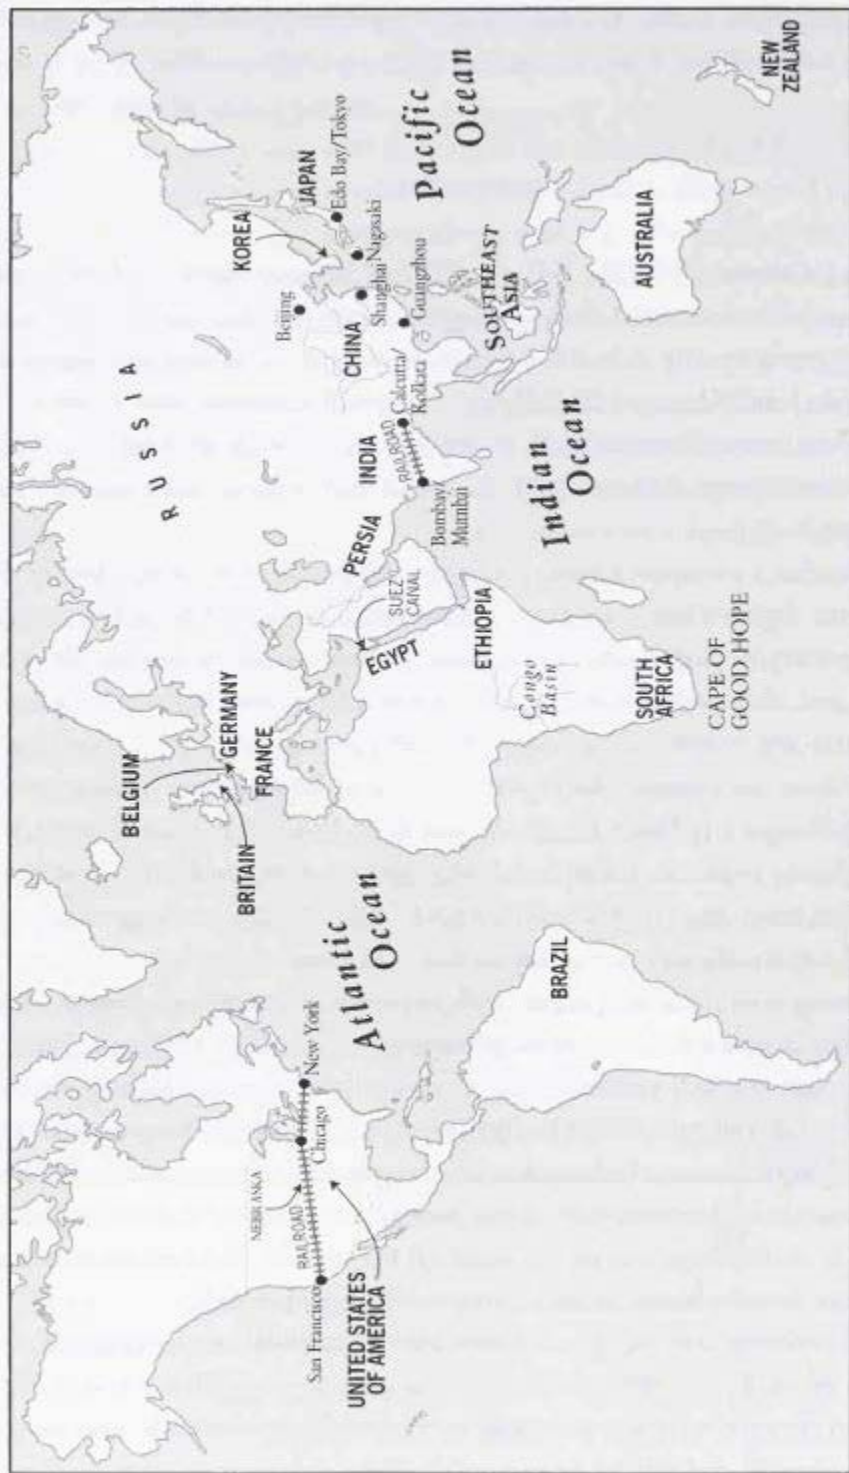 RUSSIA
BELGIUM
GERMANY
BRITAIN
FRANCE
Atlantic
Ocean
NEBRASKA
RAILROAD
New York
Chicago
San Francisco
UNITED STATES
OF AMERICA
BRAZIL
PERSIA
SUEZ
CANAL
EGYPT
ETHIOPIA
Congo
Basin
SOUTH
AFRICA
CAPE OF
GOOD HOPE
INDIA
RAILROAD
Calcutta/
Kolkata
Bombay/
Mumbai
Indian
Ocean
KOREA
JAPAN
Edo Bay/Tokyo
Nagasaki
Beijing
Shanghai
CHINA
Guangzhou
SOUTHEAST
ASIA
Pacific
Ocean
AUSTRALIA
NEW
ZEALAND